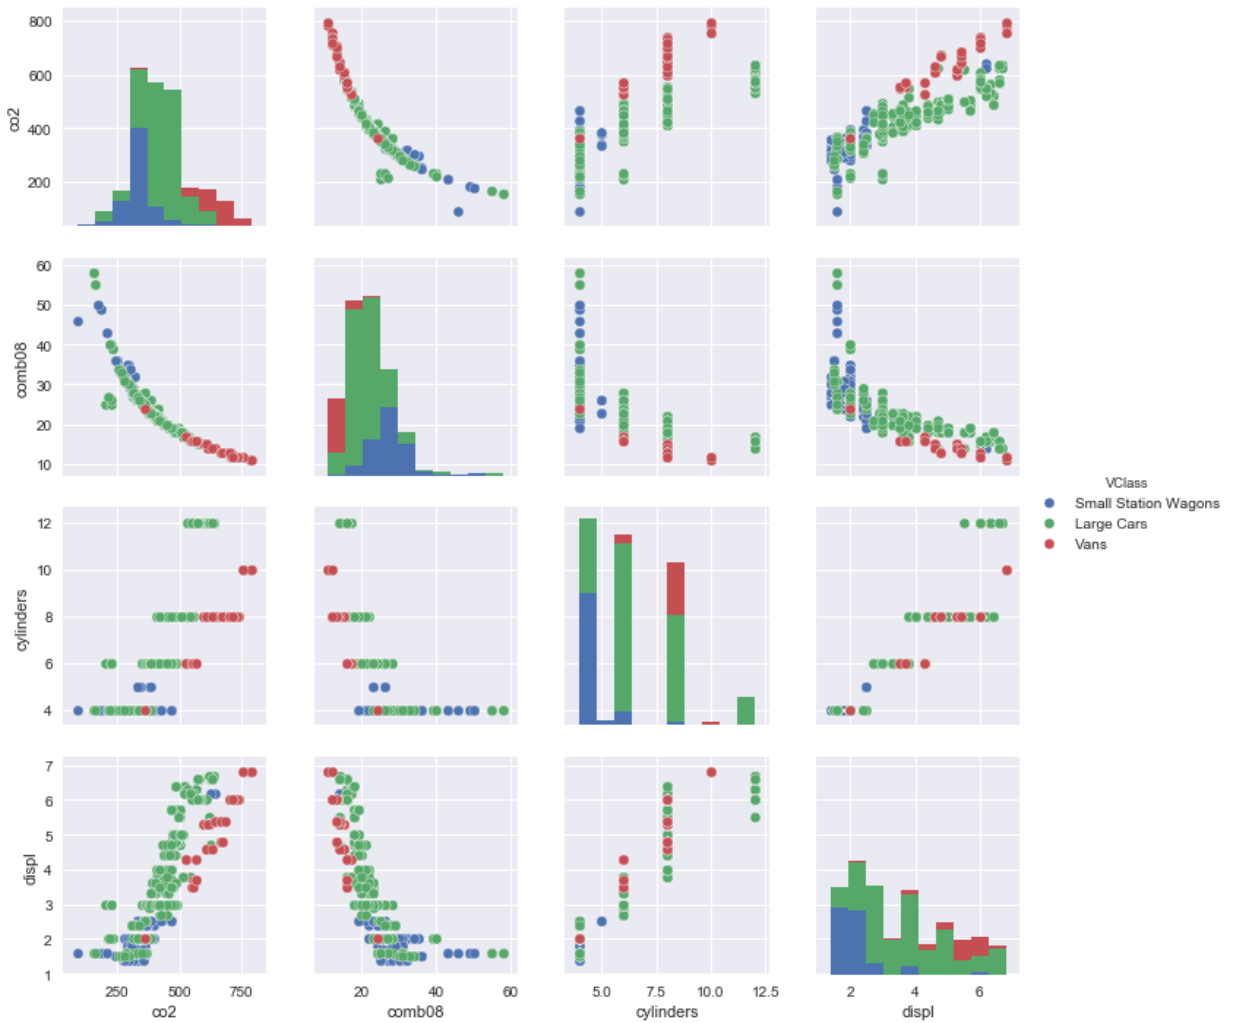 800
600
400
200
co2
60
50
40
30
20
10
comb08
12
10
8
6
4
cylinders
7
6
5
4
3
2
1
displ
250 500 750
co2
20 40 60
comb08
5.0 7.5 10.0 12.5
cylinders
2 4 6
displ
VClass
Small Station Wagons
Large Cars
Vans